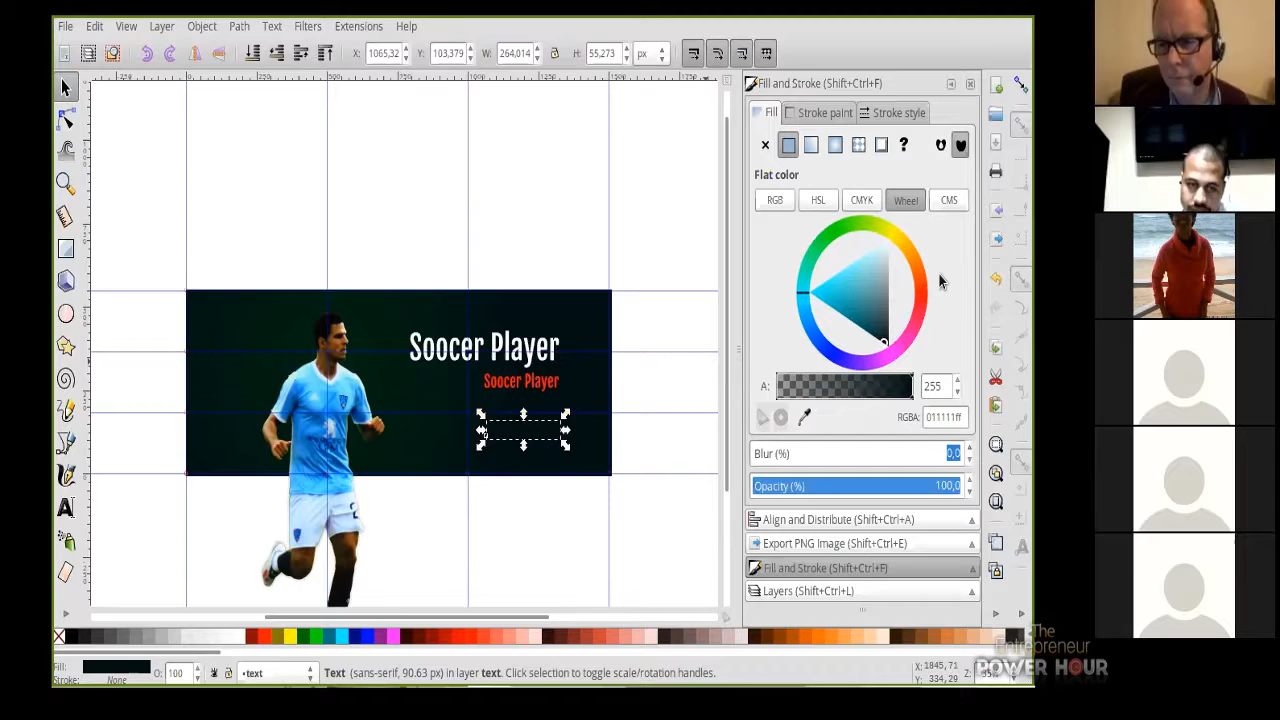 File Edit View Layer Object Path Text Filters Extensions Help
X: 1065,32 Y: 103,379 W: 264,014 H: 55,273 px
Fill and Stroke (Shift+Ctrl+F)
Fill Stroke paint Stroke style
Flat color
RGB HSL CMYK Wheel CMS
Soccer Player
Soccer Player
A: 255
RGBA: 011111ff
Blur (%) 0,0
Opacity (%) 100,0
Align and Distribute (Shift+Ctrl+A)
Export PNG Image (Shift+Ctrl+E)
Fill and Stroke (Shift+Ctrl+F)
Layers (Shift+Ctrl+L)
The
Entrepreneur
POWER HOUR
Fill:
Stroke: None
O: 100
•text
Text (sans-serif, 90.63 px) in layer text. Click selection to toggle scale/rotation handles.
X: 1845,71
Y: 334,29
Z: